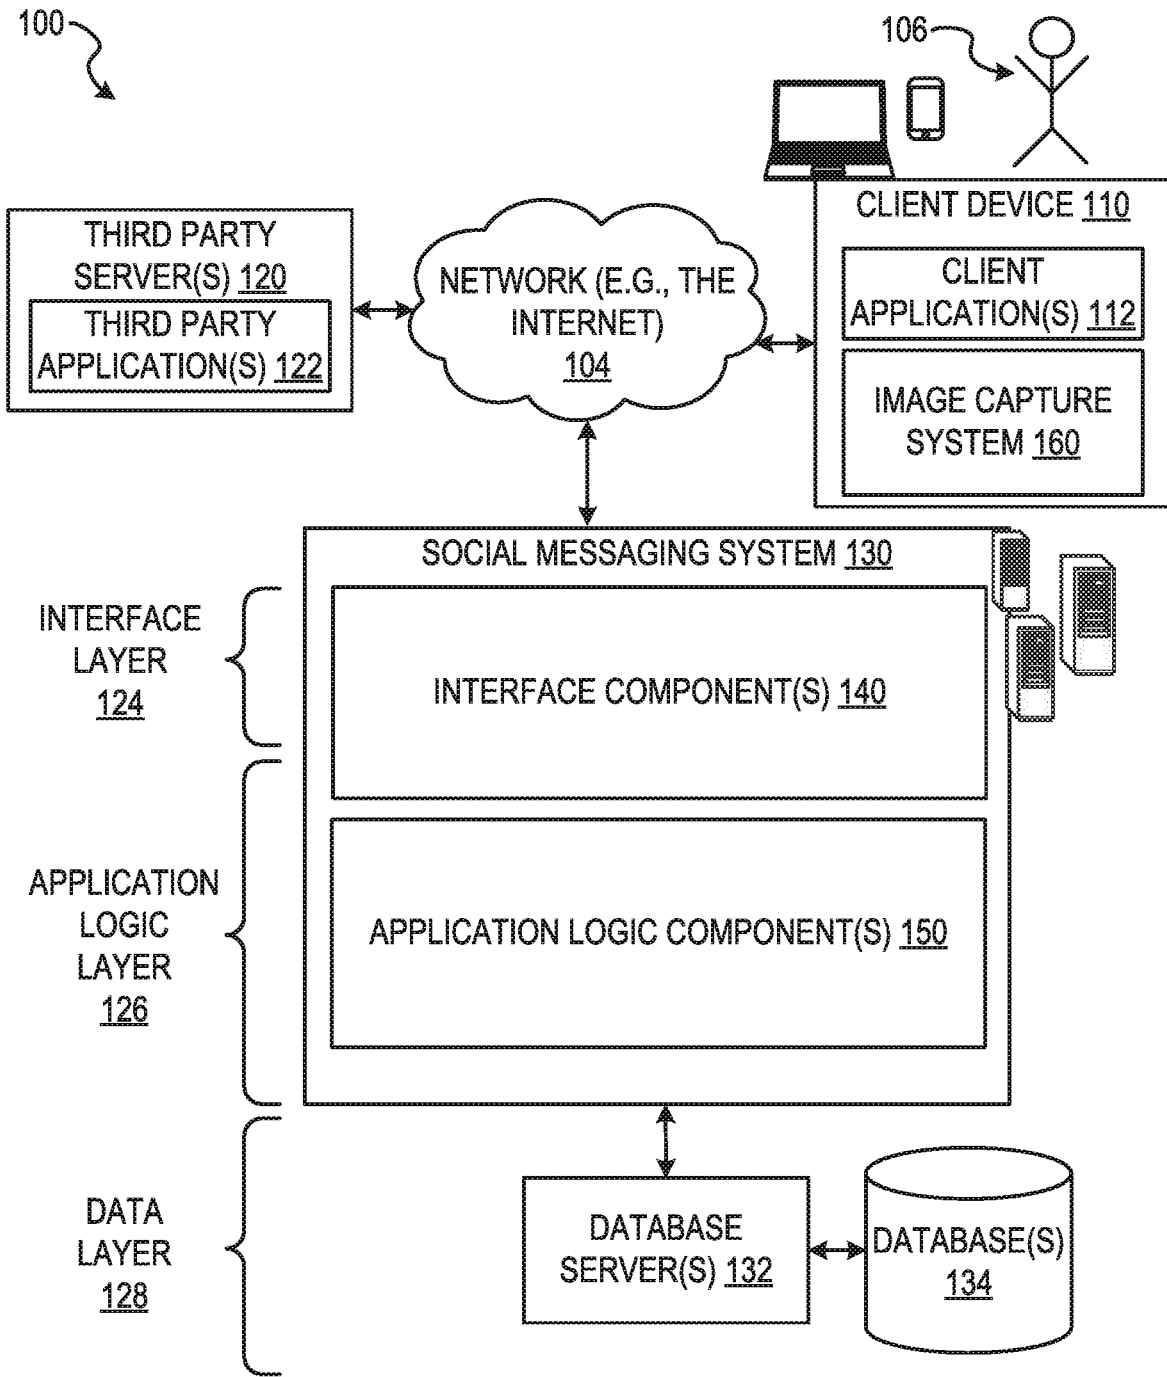 100
106
THIRD PARTY
SERVER(S) 120
THIRD PARTY
APPLICATION(S) 122
NETWORK (E.G., THE
INTERNET)
104
CLIENT DEVICE 110
CLIENT
APPLICATION(S) 112
IMAGE CAPTURE
SYSTEM 160
SOCIAL MESSAGING SYSTEM 130
INTERFACE
LAYER
124
INTERFACE COMPONENT(S) 140
APPLICATION
LOGIC
LAYER
126
APPLICATION LOGIC COMPONENT(S) 150
DATA
LAYER
128
DATABASE
SERVER(S) 132
DATABASE(S)
134